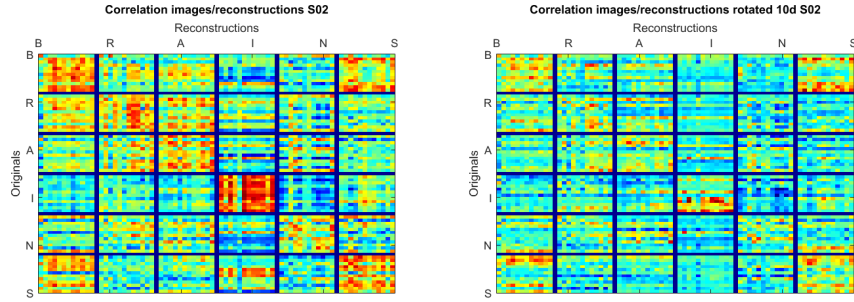 Correlation images/reconstructions S02
Reconstructions
B R A I N S
B
R
A
I
N
S
Originals
Correlation images/reconstructions rotated 10d S02
Reconstructions
B R A I N S
B
R
A
I
N
S
Originals